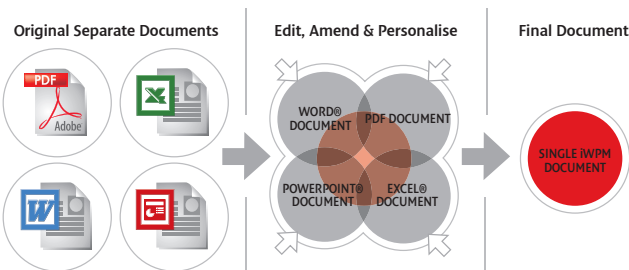 Original Separate Documents
Edit, Amend & Personalise
Final Document
PDF
Adobe
X
W
P
WORD®
DOCUMENT
PDF DOCUMENT
POWERPOINT®
DOCUMENT
EXCEL®
DOCUMENT
SINGLE iWPM
DOCUMENT